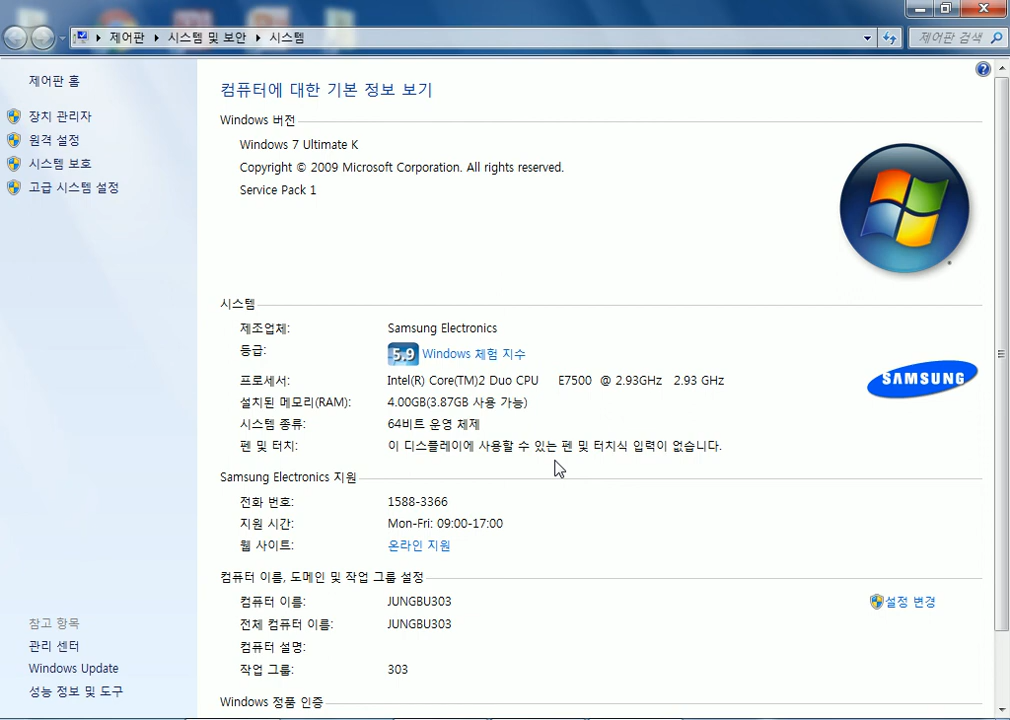 제어판 ▸ 시스템 및 보안 ▸ 시스템
제어판 검색
제어판 홈
장치 관리자
원격 설정
시스템 보호
고급 시스템 설정
참고 항목
관리 센터
Windows Update
성능 정보 및 도구
컴퓨터에 대한 기본 정보 보기
Windows 버전
Windows 7 Ultimate K
Copyright © 2009 Microsoft Corporation. All rights reserved.
Service Pack 1
시스템
제조업체: Samsung Electronics
등급: 5.9 Windows 체험 지수
프로세서: Intel(R) Core(TM)2 Duo CPU E7500 @ 2.93GHz 2.93 GHz
설치된 메모리(RAM): 4.00GB(3.87GB 사용 가능)
시스템 종류: 64비트 운영 체제
펜 및 터치: 이 디스플레이에 사용할 수 있는 펜 및 터치식 입력이 없습니다.
SAMSUNG
Samsung Electronics 지원
전화 번호: 1588-3366
지원 시간: Mon-Fri: 09:00-17:00
웹 사이트: 온라인 지원
컴퓨터 이름, 도메인 및 작업 그룹 설정
컴퓨터 이름: JUNGBU303
설정 변경
전체 컴퓨터 이름: JUNGBU303
컴퓨터 설명:
작업 그룹: 303
Windows 정품 인증